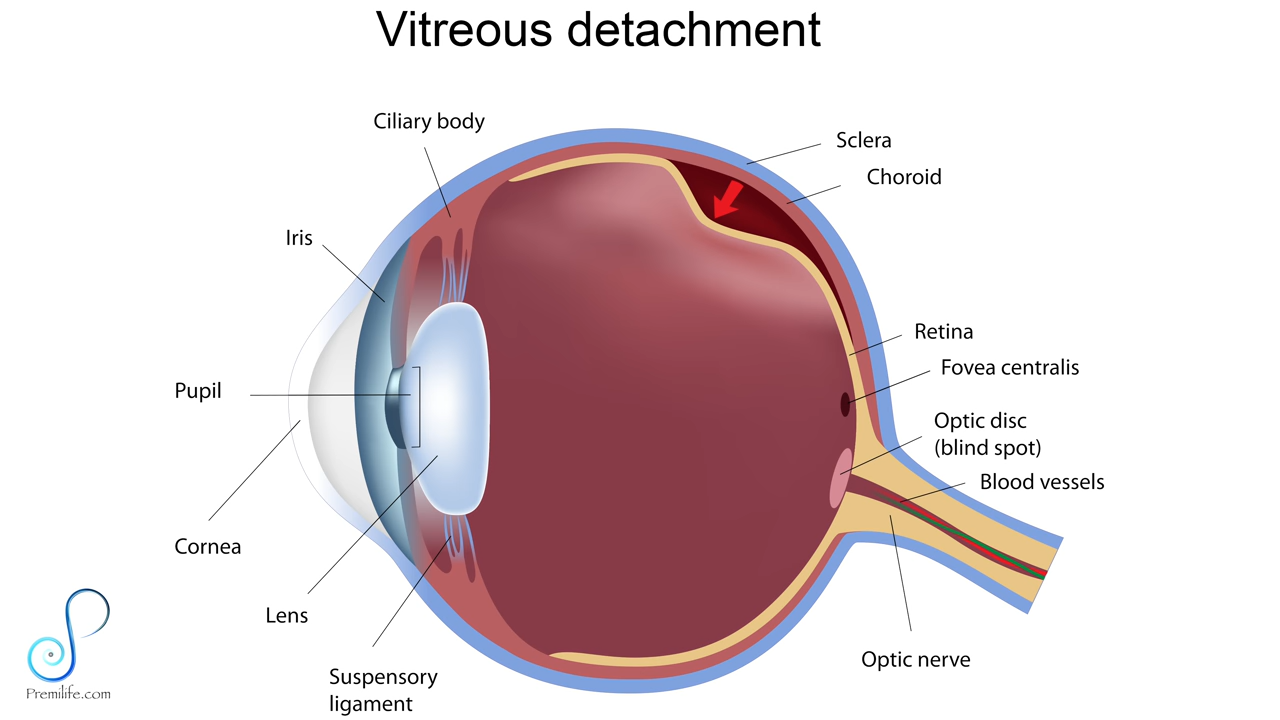 Vitreous detachment
Ciliary body
Sclera
Choroid
Iris
Retina
Fovea centralis
Pupil
Optic disc
(blind spot)
Blood vessels
Cornea
Lens
Optic nerve
Suspensory
ligament
Premilife.com